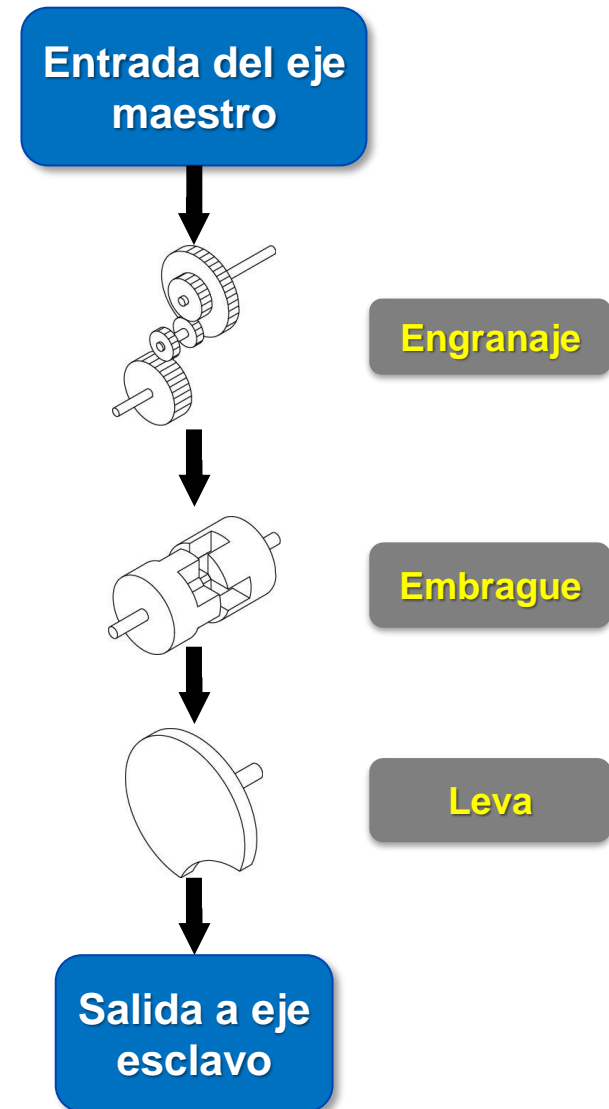 Entrada del eje
maestro
Engranaje
Embrague
Leva
Salida a eje
esclavo